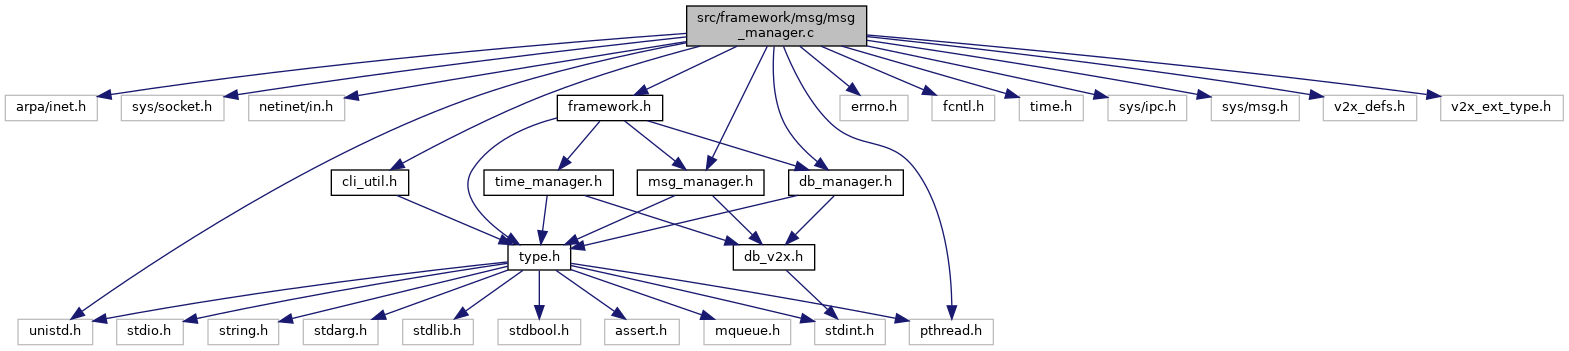 src/framework/msg/msg
_manager.c
arpa/inet.h
sys/socket.h
netinet/in.h
framework.h
errno.h
fcntl.h
time.h
sys/ipc.h
sys/msg.h
v2x_defs.h
v2x_ext_type.h
cli_util.h
time_manager.h
msg_manager.h
db_manager.h
type.h
db_v2x.h
unistd.h
stdio.h
string.h
stdarg.h
stdlib.h
stdbool.h
assert.h
mqueue.h
stdint.h
pthread.h